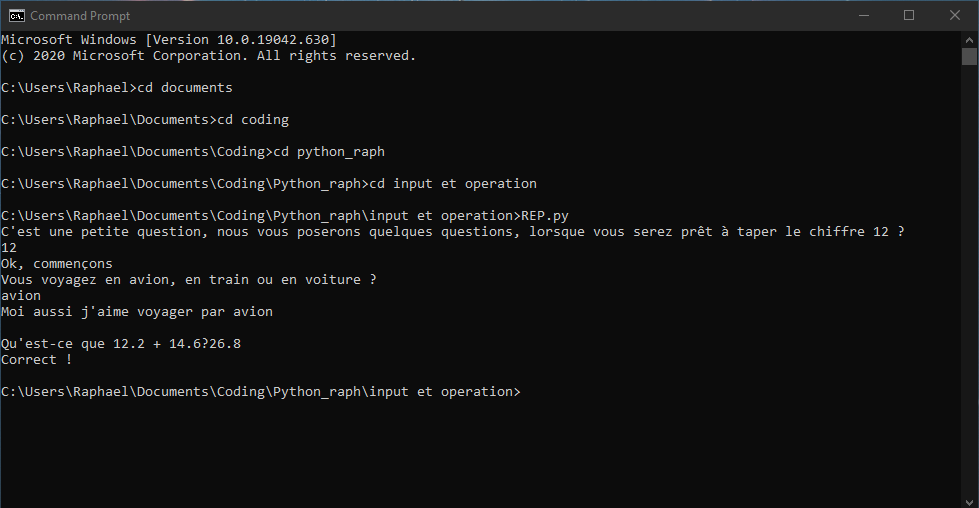 Command Prompt
Microsoft Windows [Version 10.0.19042.630]
(c) 2020 Microsoft Corporation. All rights reserved.
C:\Users\Raphael>cd documents
C:\Users\Raphael\Documents>cd coding
C:\Users\Raphael\Documents\Coding>cd python_raph
C:\Users\Raphael\Documents\Coding\Python_raph>cd input et operation
C:\Users\Raphael\Documents\Coding\Python_raph\input et operation>REP.py
C'est une petite question, nous vous poserons quelques questions, lorsque vous serez prêt à taper le chiffre 12 ?
12
Ok, commençons
Vous voyagez en avion, en train ou en voiture ?
avion
Moi aussi j'aime voyager par avion
Qu'est-ce que 12.2 + 14.6?26.8
Correct !
C:\Users\Raphael\Documents\Coding\Python_raph\input et operation>